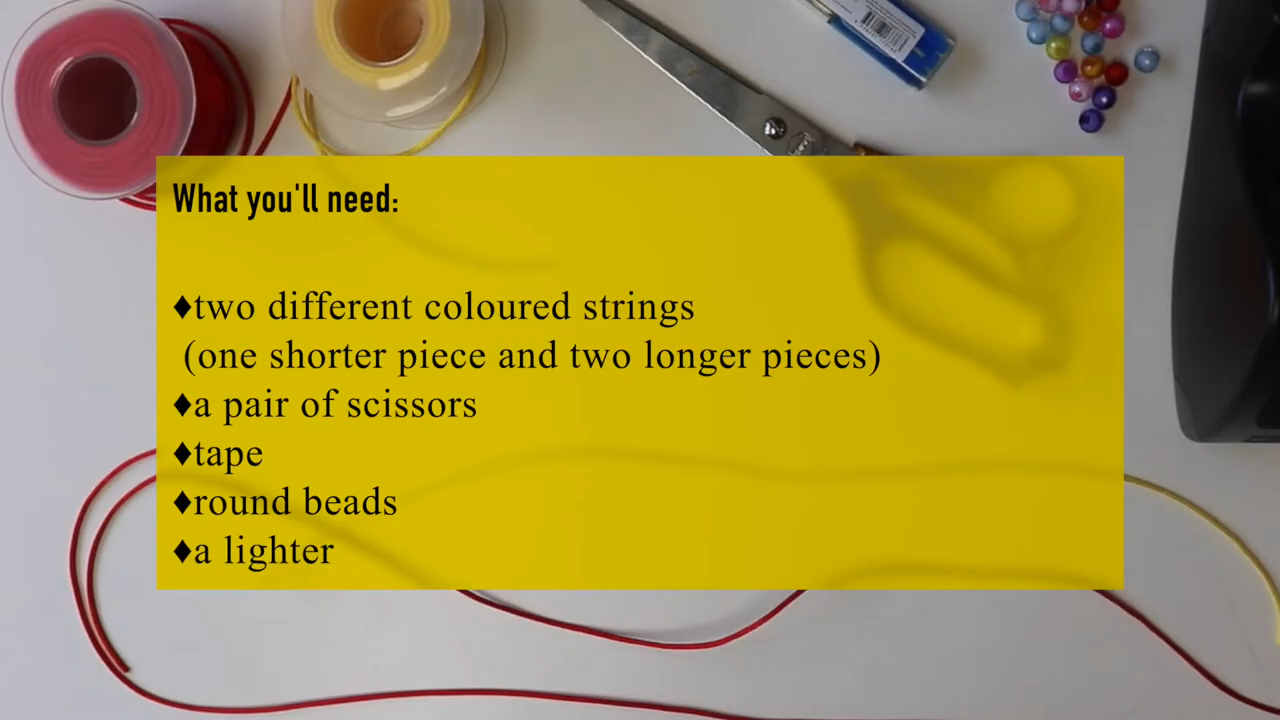 What you'll need:
♦two different coloured strings
(one shorter piece and two longer pieces)
♦a pair of scissors
♦tape
♦round beads
♦a lighter